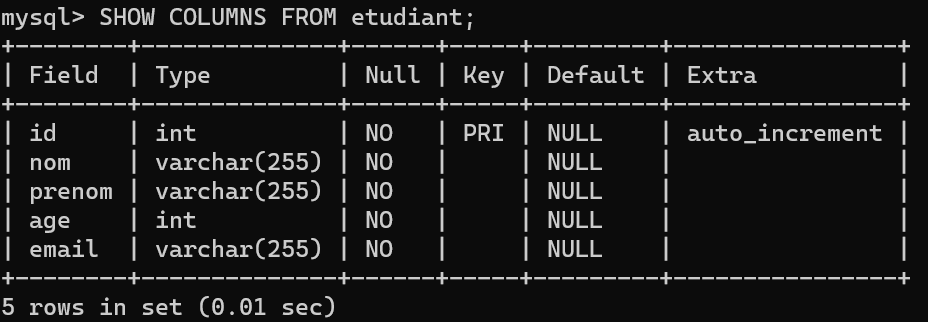 mysql> SHOW COLUMNS FROM etudiant;
+--------+--------------+------+-----+---------+----------------+
| Field  | Type         | Null | Key | Default | Extra          |
+--------+--------------+------+-----+---------+----------------+
| id     | int          | NO   | PRI | NULL    | auto_increment |
| nom    | varchar(255) | NO   |     | NULL    |                |
| prenom | varchar(255) | NO   |     | NULL    |                |
| age    | int          | NO   |     | NULL    |                |
| email  | varchar(255) | NO   |     | NULL    |                |
+--------+--------------+------+-----+---------+----------------+
5 rows in set (0.01 sec)